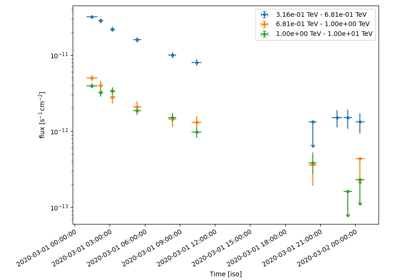 3.16e-01 TeV - 6.81e-01 TeV
6.81e-01 TeV - 1.00e+00 TeV
1.00e+00 TeV - 1.00e+01 TeV
flux [s⁻¹cm⁻²]
10⁻¹¹
10⁻¹²
10⁻¹³
2020-03-01 00:00:00
2020-03-01 03:00:00
2020-03-01 06:00:00
2020-03-01 09:00:00
2020-03-01 12:00:00
2020-03-01 15:00:00
2020-03-01 18:00:00
2020-03-01 21:00:00
2020-03-02 00:00:00
Time [iso]